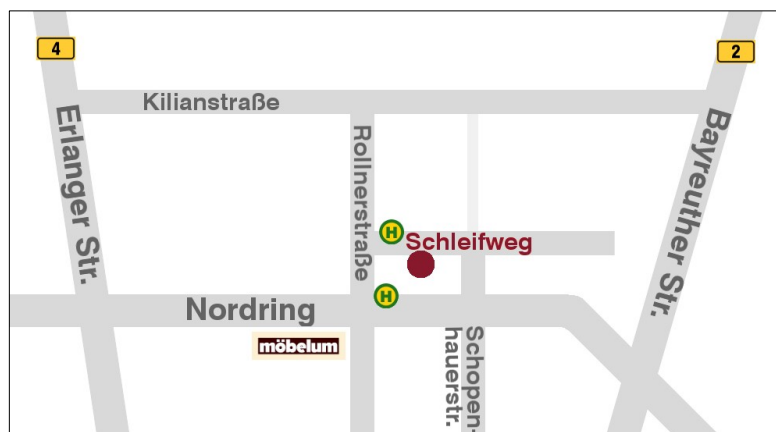 4
2
Kilianstraße
Erlanger Str.
Rollnerstraße
Bayreuther Str.
H
Schleifweg
H
Nordring
möbelum
Schopen-
hauerstr.